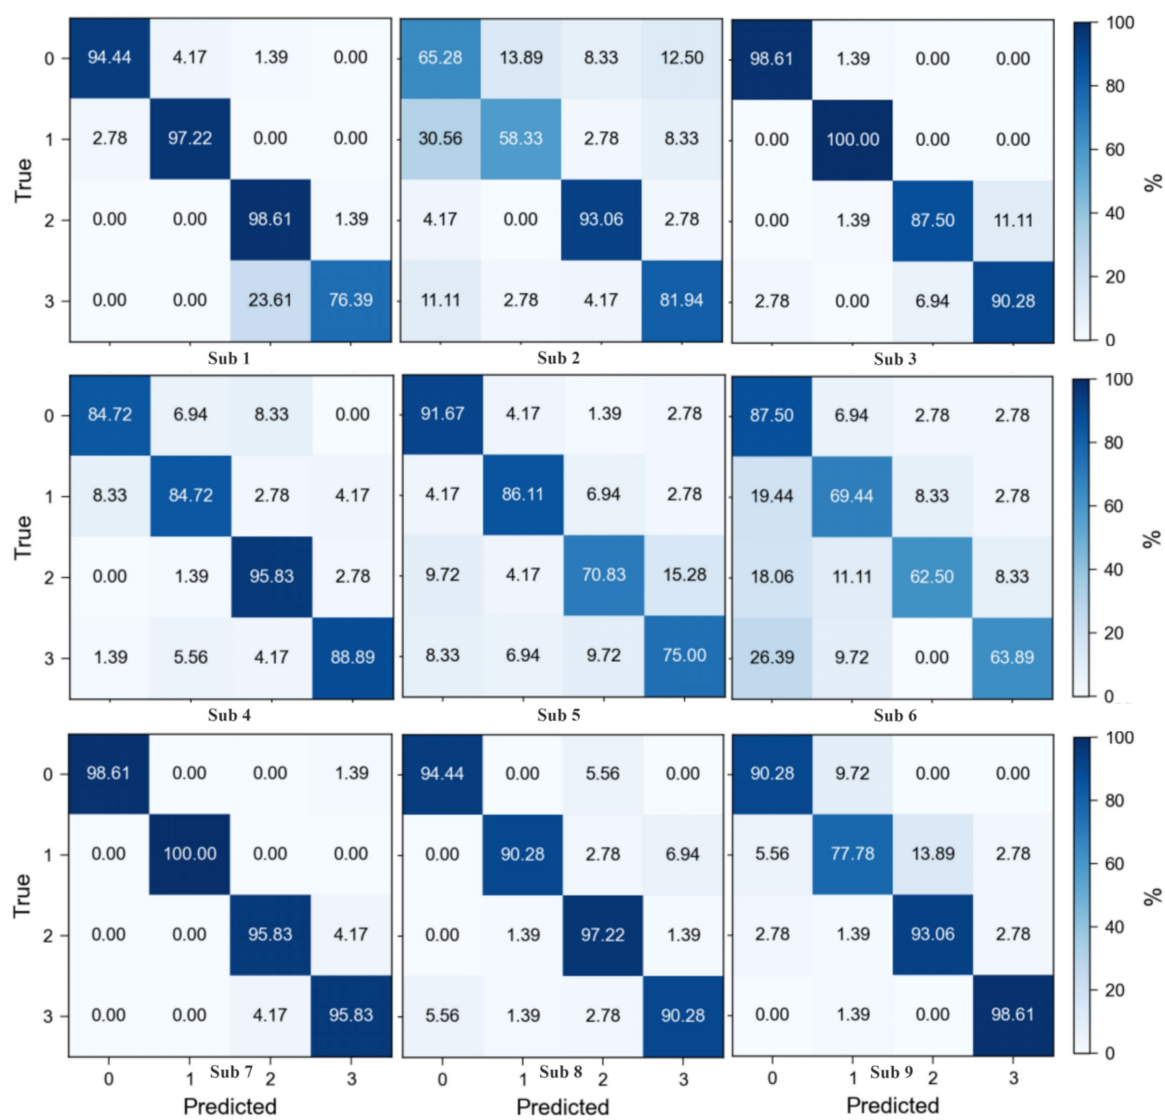 0 94.44 4.17 1.39 0.00 65.28 13.89 8.33 12.50 98.61 1.39 0.00 0.00 100
1 2.78 97.22 0.00 0.00 30.56 58.33 2.78 8.33 0.00 100.00 0.00 0.00 80
True 60 %
2 0.00 0.00 98.61 1.39 4.17 0.00 93.06 2.78 0.00 1.39 87.50 11.11 40
20
3 0.00 0.00 23.61 76.39 11.11 2.78 4.17 81.94 2.78 0.00 6.94 90.28 0
Sub 1 Sub 2 Sub 3
0 84.72 6.94 8.33 0.00 91.67 4.17 1.39 2.78 87.50 6.94 2.78 2.78 100
1 8.33 84.72 2.78 4.17 4.17 86.11 6.94 2.78 19.44 69.44 8.33 2.78 80
True 60 %
2 0.00 1.39 95.83 2.78 9.72 4.17 70.83 15.28 18.06 11.11 62.50 8.33 40
20
3 1.39 5.56 4.17 88.89 8.33 6.94 9.72 75.00 26.39 9.72 0.00 63.89 0
Sub 4 Sub 5 Sub 6
0 98.61 0.00 0.00 1.39 94.44 0.00 5.56 0.00 90.28 9.72 0.00 0.00 100
1 0.00 100.00 0.00 0.00 0.00 90.28 2.78 6.94 5.56 77.78 13.89 2.78 80
True 60 %
2 0.00 0.00 95.83 4.17 0.00 1.39 97.22 1.39 2.78 1.39 93.06 2.78 40
20
3 0.00 0.00 4.17 95.83 5.56 1.39 2.78 90.28 0.00 1.39 0.00 98.61 0
0 1 Sub 7 2 3 0 1 Sub 8 2 3 0 1 Sub 9 2 3
Predicted Predicted Predicted